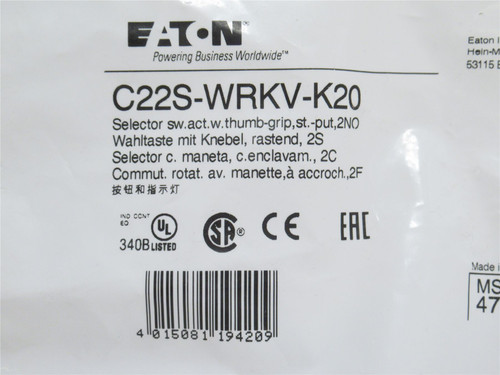 EATON
Powering Business Worldwide™
Eaton
Hein-M
53115
C22S-WRKV-K20
Selector sw.act.w.thumb-grip,st.-put,2NO
Wahltaste mit Knebel, rastend, 2S
Selector c. maneta, c.enclavam., 2C
Commut. rotat. av. manette,à accroch.,2F
按钮和指示灯
IND CONT
EQ
340B
UL
LISTED
SA
CE
EAC
4 015081 194209
Made i
MS
47